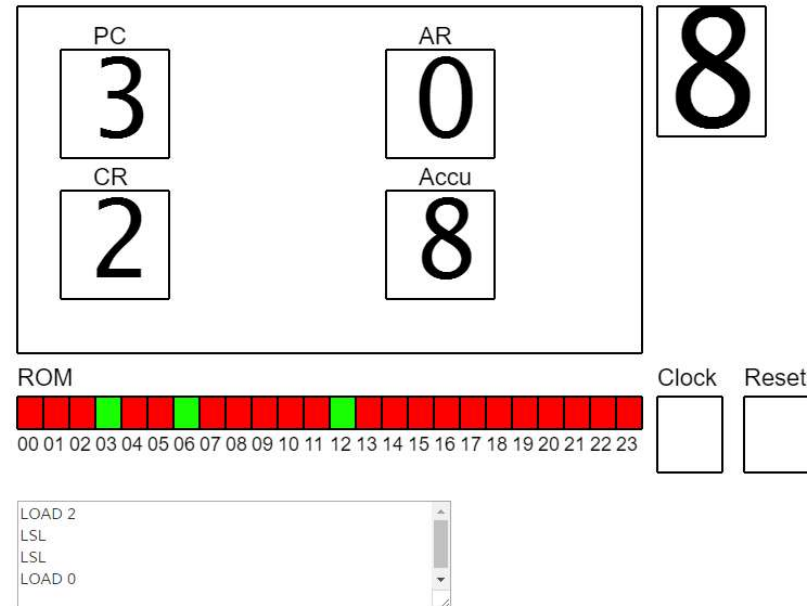 PC AR
3 0 8
CR Accu
2 8
ROM Clock Reset
00 01 02 03 04 05 06 07 08 09 10 11 12 13 14 15 16 17 18 19 20 21 22 23
LOAD 2
LSL
LSL
LOAD 0